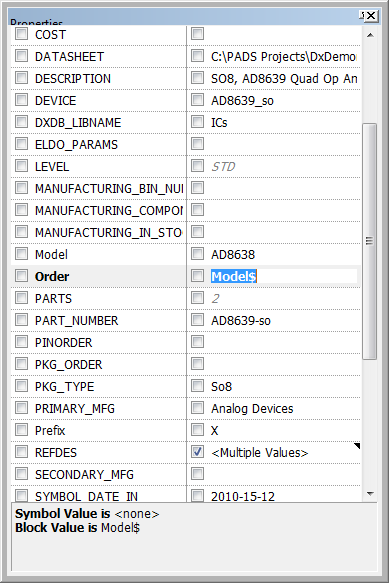 Properties
COST
DATASHEET C:\PADS Projects\DxDemo
DESCRIPTION SO8, AD8639 Quad Op An
DEVICE AD8639_so
DXDB_LIBNAME ICs
ELDO_PARAMS
LEVEL STD
MANUFACTURING_BIN_NUM
MANUFACTURING_COMPON
MANUFACTURING_IN_STOC
Model AD8638
Order Model$
PARTS 2
PART_NUMBER AD8639-so
PINORDER
PKG_ORDER
PKG_TYPE So8
PRIMARY_MFG Analog Devices
Prefix X
REFDES <Multiple Values>
SECONDARY_MFG
SYMBOL_DATE_IN 2010-15-12
Symbol Value is <none>
Block Value is Model$